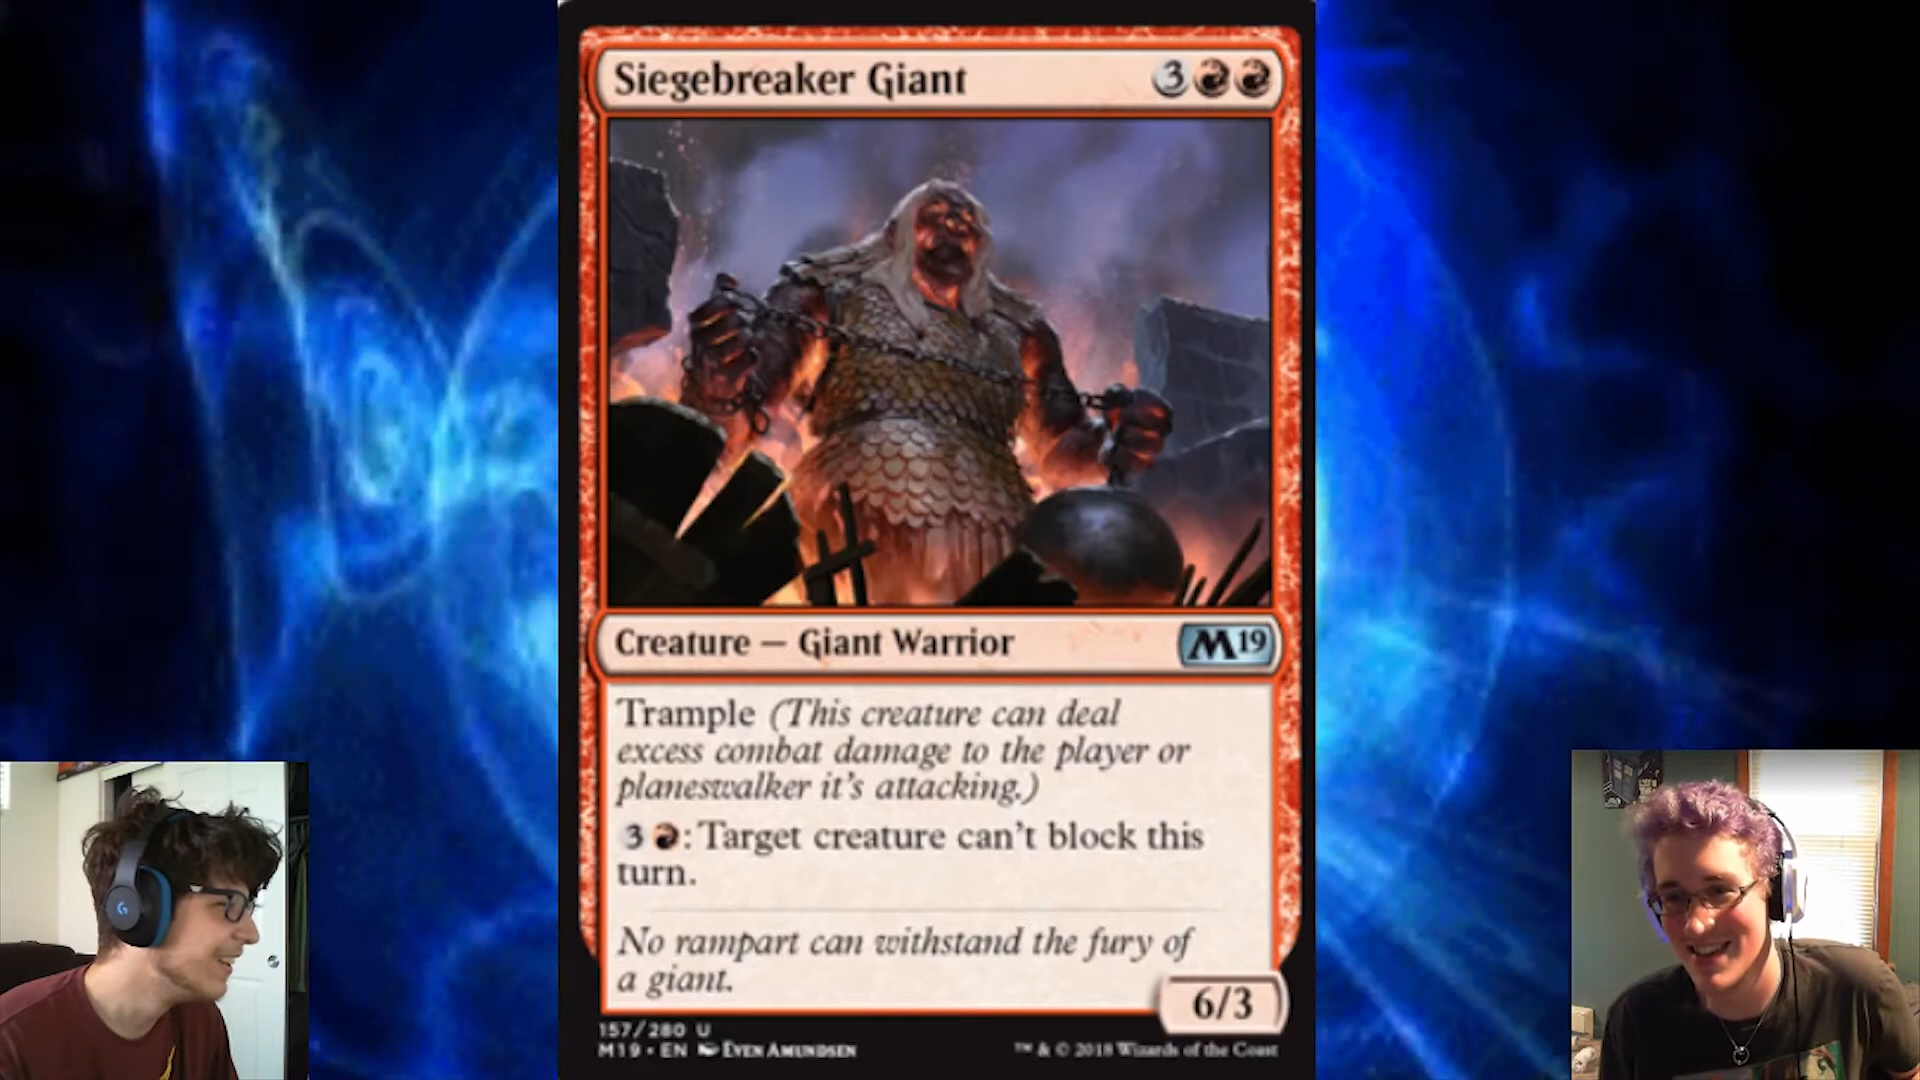 Siegebreaker Giant 3
Creature — Giant Warrior M19
Trample (This creature can deal
excess combat damage to the player or
planeswalker it's attacking.)
3 : Target creature can't block this
turn.
No rampart can withstand the fury of
a giant.
6/3
157/280 U
M19 • EN EVEN AMUNDSEN
™ & © 2018 Wizards of the Coast
G